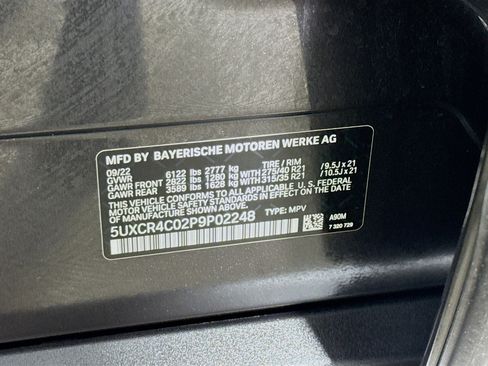 MFD BY BAYERISCHE MOTOREN WERKE AG
09/22 TIRE / RIM
GVWR 6122 lbs 2777 kg
GAWR FRONT 2822 lbs 1280 kg WITH 275/40 R21 / 9.5J x 21
GAWR REAR 3589 lbs 1628 kg WITH 315/35 R21 / 10.5J x 21
THIS VEHICLE CONFORMS TO ALL APPLICABLE U. S. FEDERAL
MOTOR VEHICLE SAFETY STANDARDS IN EFFECT
ON THE DATE OF MANUFACTURE SHOWN ABOVE.
5UXCR4C02P9P02248 TYPE: MPV A90M
7 320 729